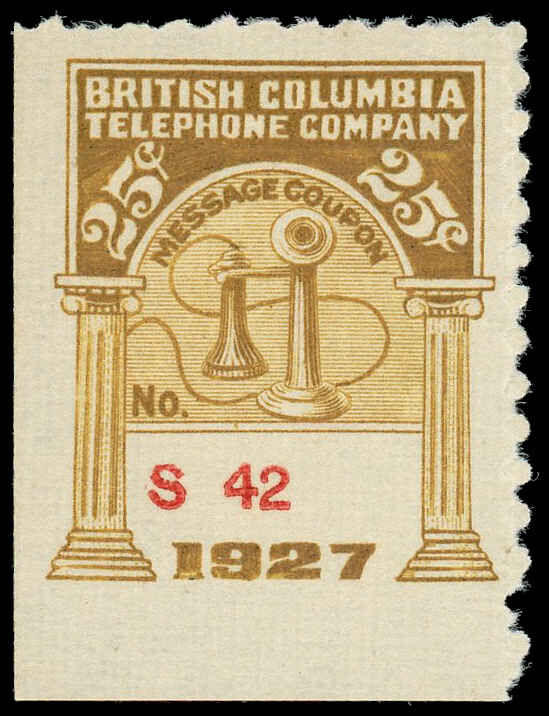 BRITISH COLUMBIA
TELEPHONE COMPANY
25¢ 25¢
MESSAGE COUPON
No.
S 42
1927